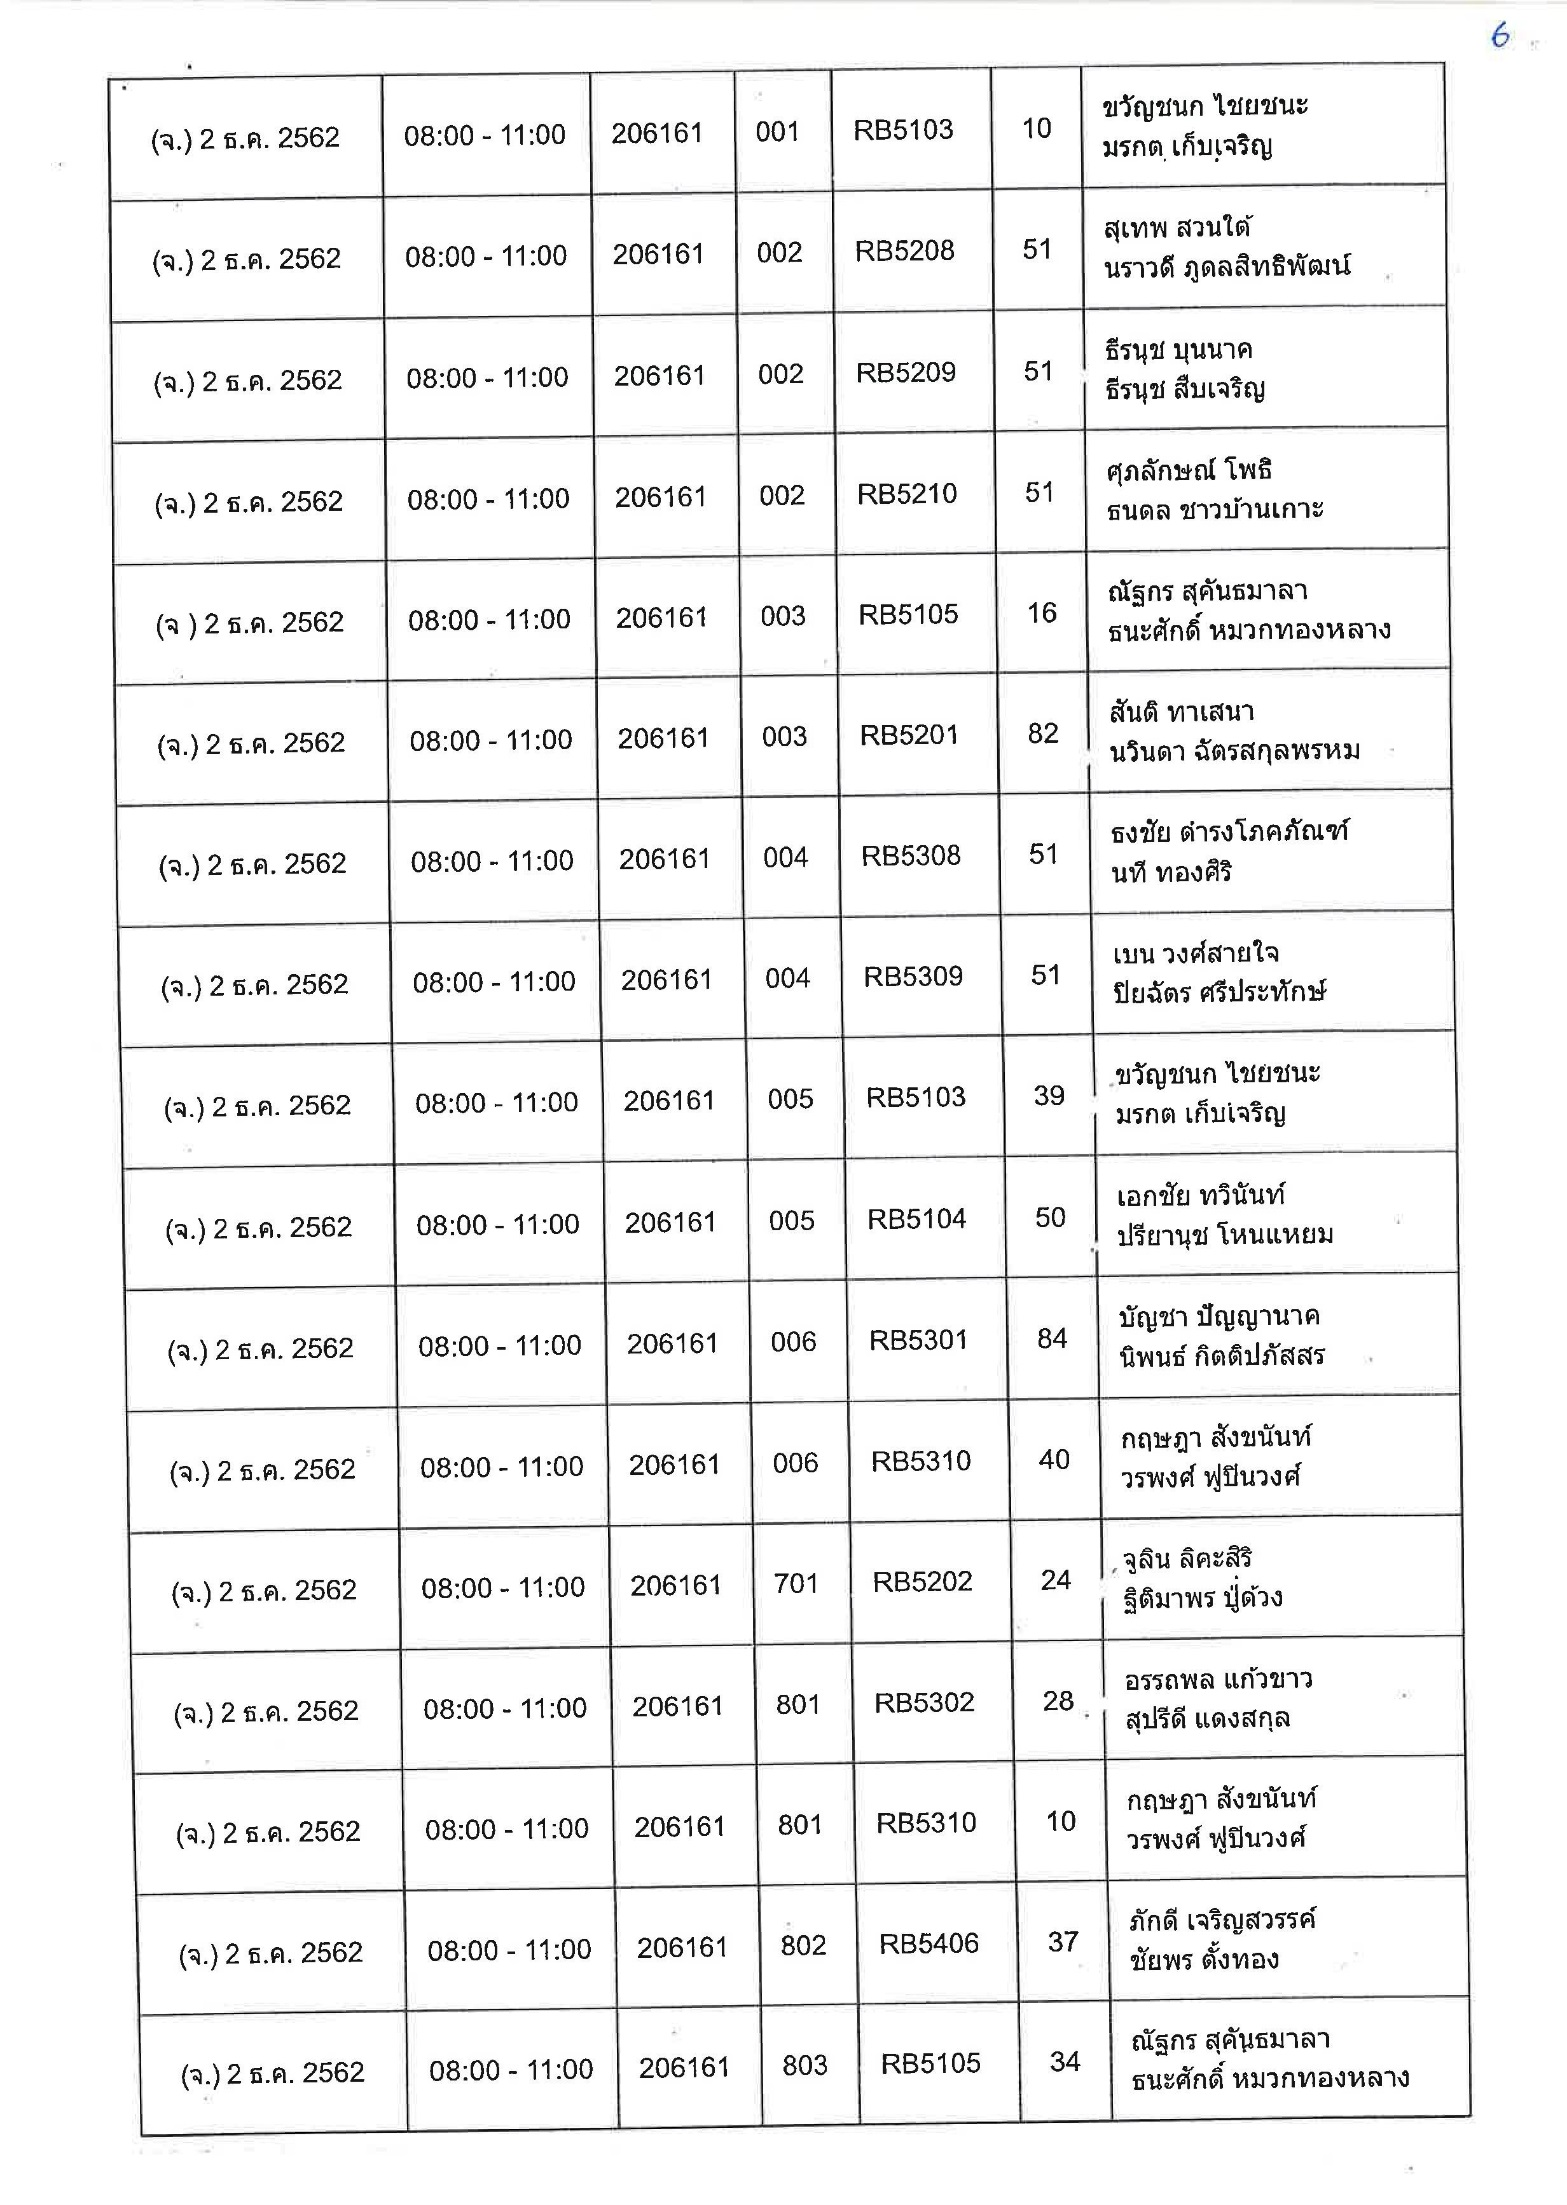 6
(จ.) 2 ธ.ค. 2562 08:00 - 11:00 206161 001 RB5103 10 ขวัญชนก ไชยชนะ
มรกต เก็บเจริญ
(จ.) 2 ธ.ค. 2562 08:00 - 11:00 206161 002 RB5208 51 สุเทพ สวนใต้
นราวดี ภูดลสิทธิพัฒน์
(จ.) 2 ธ.ค. 2562 08:00 - 11:00 206161 002 RB5209 51 ธีรนุช บุนนาค
ธีรนุช สืบเจริญ
(จ.) 2 ธ.ค. 2562 08:00 - 11:00 206161 002 RB5210 51 ศุภลักษณ์ โพธิ
ธนดล ชาวบ้านเกาะ
(จ ) 2 ธ.ค. 2562 08:00 - 11:00 206161 003 RB5105 16 ณัฐกร สุคันธมาลา
ธนะศักดิ์ หมวกทองหลาง
(จ.) 2 ธ.ค. 2562 08:00 - 11:00 206161 003 RB5201 82 สันติ ทาเสนา
นวินดา ฉัตรสกุลพรหม
(จ.) 2 ธ.ค. 2562 08:00 - 11:00 206161 004 RB5308 51 ธงชัย ดำรงโภคภัณฑ์
นที ทองศิริ
(จ.) 2 ธ.ค. 2562 08:00 - 11:00 206161 004 RB5309 51 เบน วงศ์สายใจ
ปิยฉัตร ศรีประทักษ์
(จ.) 2 ธ.ค. 2562 08:00 - 11:00 206161 005 RB5103 39 ขวัญชนก ไชยชนะ
มรกต เก็บเจริญ
(จ.) 2 ธ.ค. 2562 08:00 - 11:00 206161 005 RB5104 50 เอกชัย ทวินันท์
ปรียานุช โหนแหยม
(จ.) 2 ธ.ค. 2562 08:00 - 11:00 206161 006 RB5301 84 บัญชา ปัญญานาค
นิพนธ์ กิตติปภัสสร
(จ.) 2 ธ.ค. 2562 08:00 - 11:00 206161 006 RB5310 40 กฤษฎา สังขนันท์
วรพงศ์ ฟูปินวงศ์
(จ.) 2 ธ.ค. 2562 08:00 - 11:00 206161 701 RB5202 24 จูลิน ลิคะสิริ
ฐิติมาพร ปู่ด้วง
(จ.) 2 ธ.ค. 2562 08:00 - 11:00 206161 801 RB5302 28 อรรถพล แก้วขาว
สุปรีดี แดงสกุล
(จ.) 2 ธ.ค. 2562 08:00 - 11:00 206161 801 RB5310 10 กฤษฎา สังขนันท์
วรพงศ์ ฟูปินวงศ์
(จ.) 2 ธ.ค. 2562 08:00 - 11:00 206161 802 RB5406 37 ภักดี เจริญสวรรค์
ชัยพร ตั้งทอง
(จ.) 2 ธ.ค. 2562 08:00 - 11:00 206161 803 RB5105 34 ณัฐกร สุคันธมาลา
ธนะศักดิ์ หมวกทองหลาง